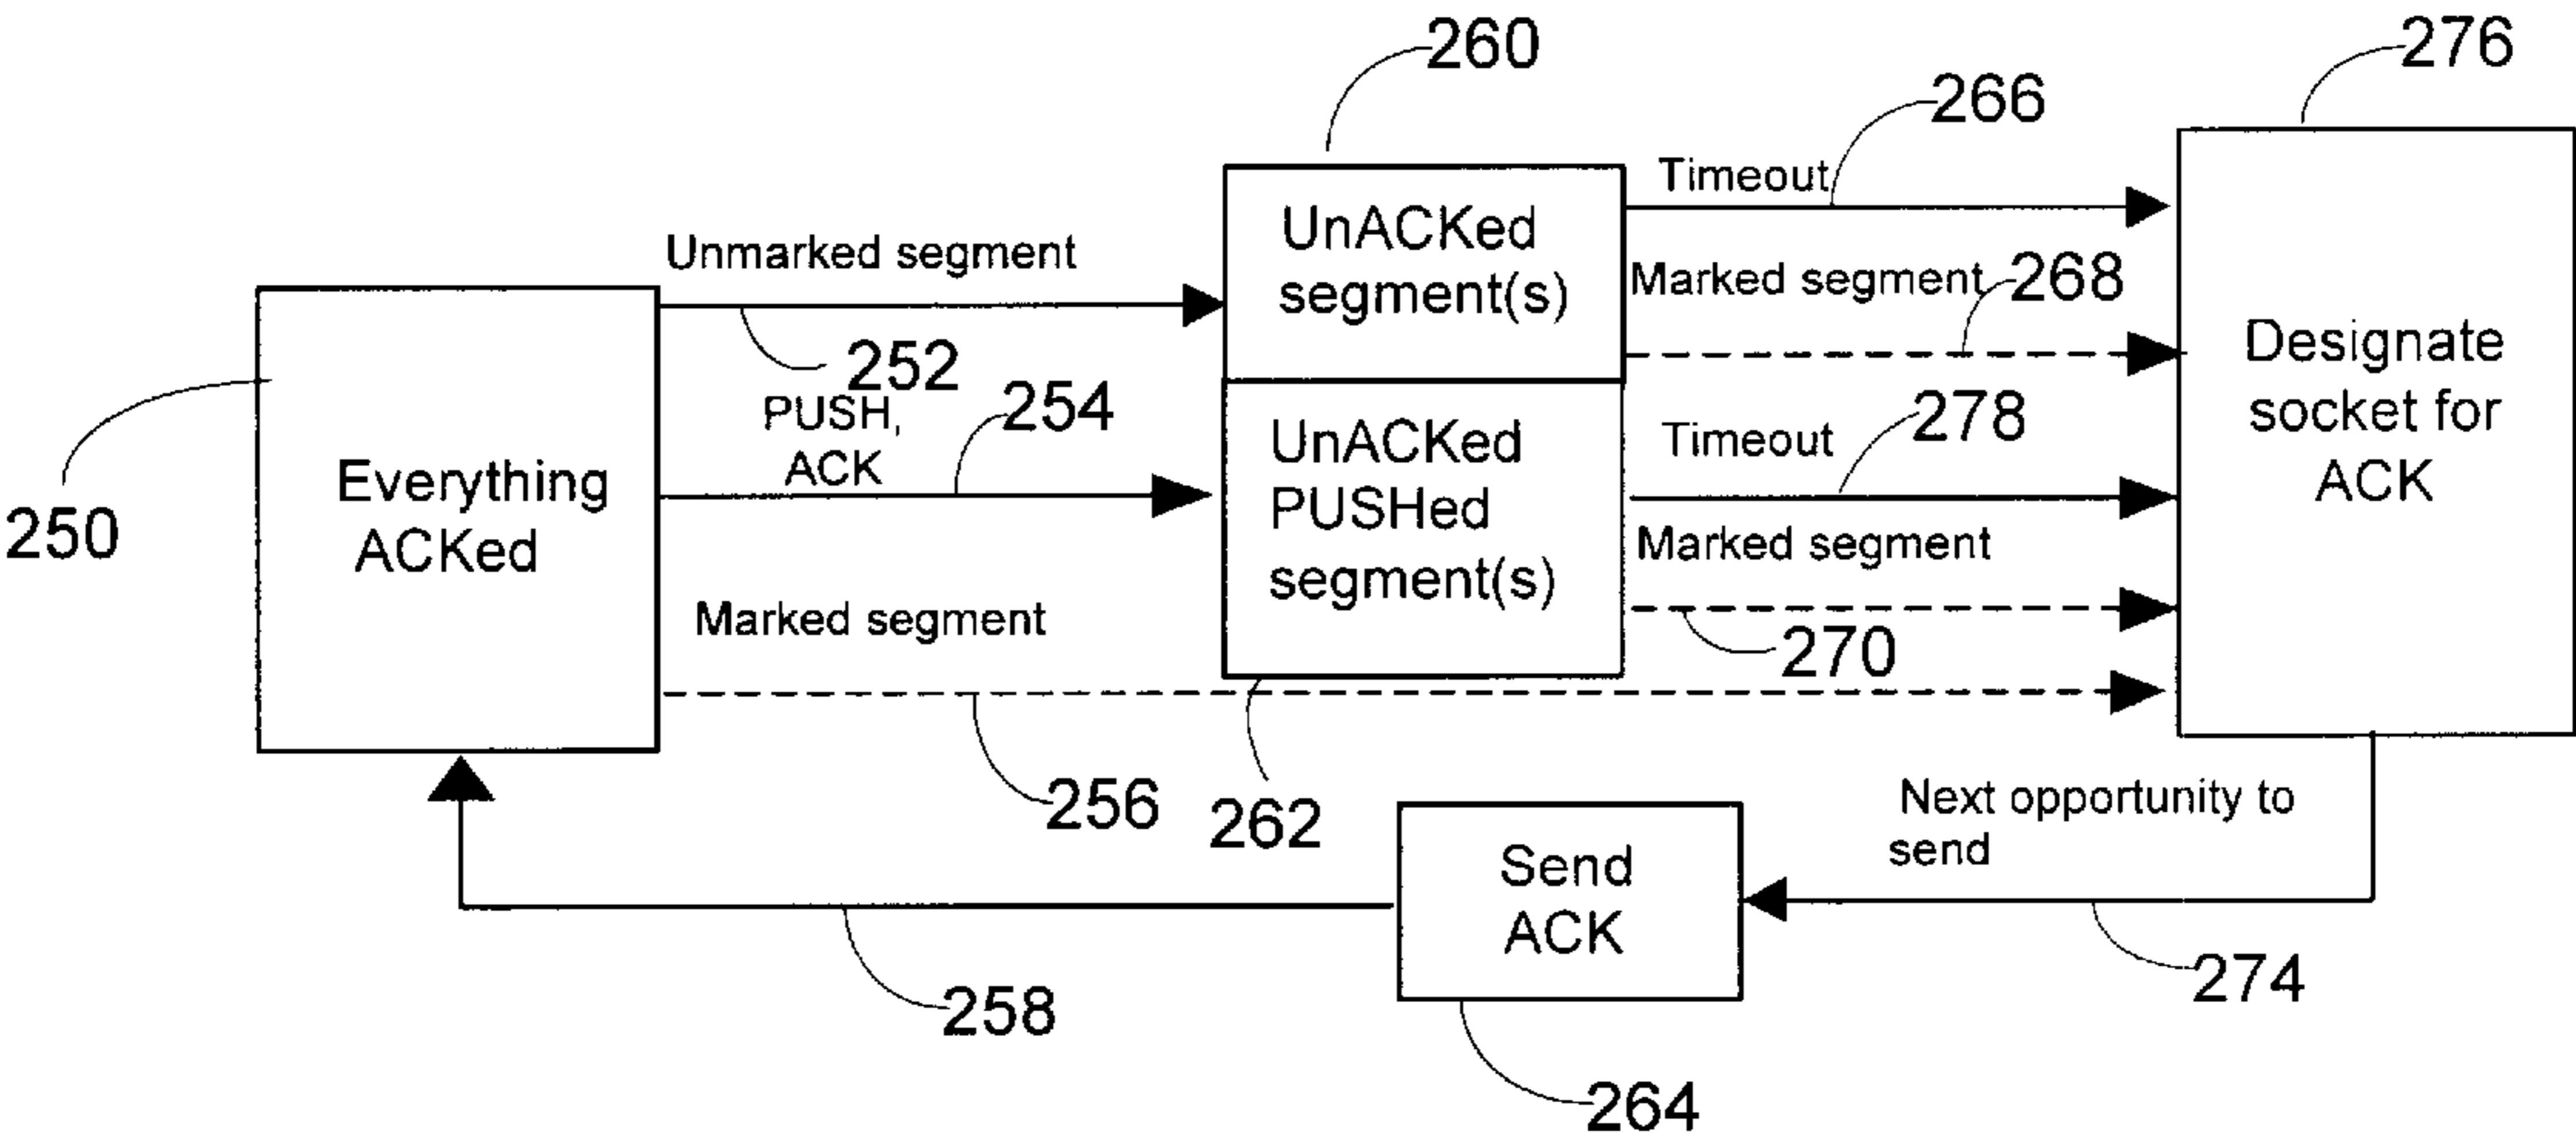 260
276
266
Timeout
UnACKed
segment(s)
Unmarked segment
Marked segment
268
252
Designate
socket for
ACK
PUSH,
ACK
254
278
UnACKed
PUSHed
segment(s)
Timeout
Everything
ACKed
250
Marked segment
Marked segment
270
256
262
Next opportunity to
send
Send
ACK
274
258
264